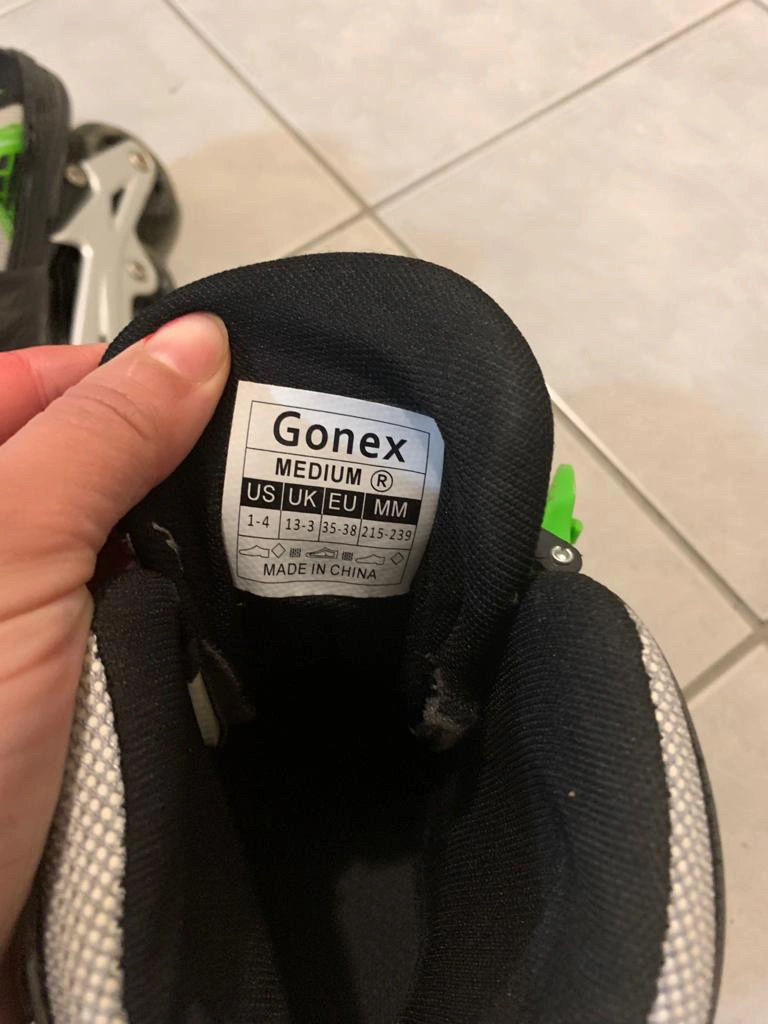 Gonex
MEDIUM ®
US UK EU MM
1-4 13-3 35-38 215-239
MADE IN CHINA